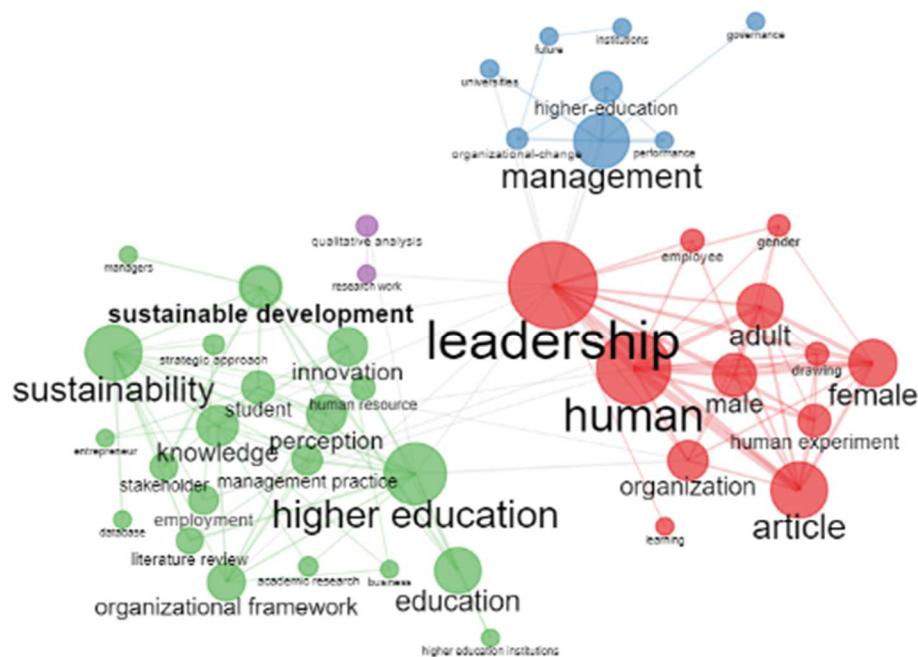 governance
future
institutions
universities
higher-education
organizational-change
performance
management
qualitative analysis
gender
employee
managers
research work
sustainable development
leadership
adult
strategic approach
drawing
innovation
sustainability
female
student
human resource
human
male
perception
human experiment
entrepreneur
knowledge
stakeholder
management practice
organization
higher education
employment
article
database
learning
literature review
academic research
business
organizational framework
education
higher education institutions